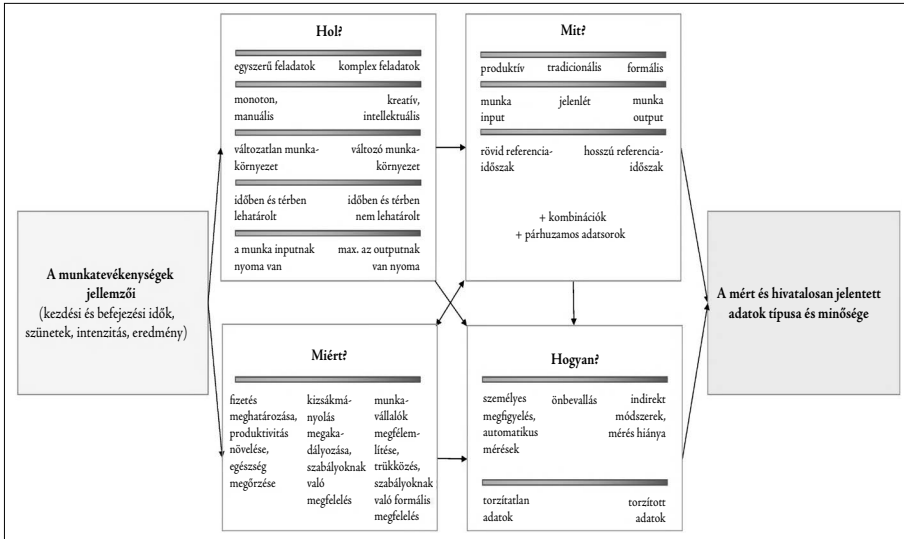 Hol?
egyszerű feladatok komplex feladatok
monoton, kreatív,
manuális intellektuális
változatlan munka- változó munka-
környezet környezet
időben és térben időben és térben
lehatárolt nem lehatárolt
a munka inputnak max. az outputnak
nyoma van van nyoma
Mit?
produktív tradicionális formális
munka jelenlét munka
input output
rövid referencia- hosszú referencia-
időszak időszak
+ kombinációk
+ párhuzamos adatsorok
A munkatevékenységek
jellemzői
(kezdési és befejezési idők,
szünetek, intenzitás, eredmény)
A mért és hivatalosan jelentett
adatok típusa és minősége
Miért?
fizetés kizsákmá- munka-
meghatározása, nyolás vállalók
produktivitás megaka- megfélem-
növelése, dályozása, lítése,
egészség szabályoknak trükközés,
megőrzése való szabályoknak
megfelelés való formális
megfelelés
Hogyan?
személyes önbevallás indirekt
megfigyelés, módszerek,
automatikus mérés hiánya
mérések
torzítatlan torzított
adatok adatok